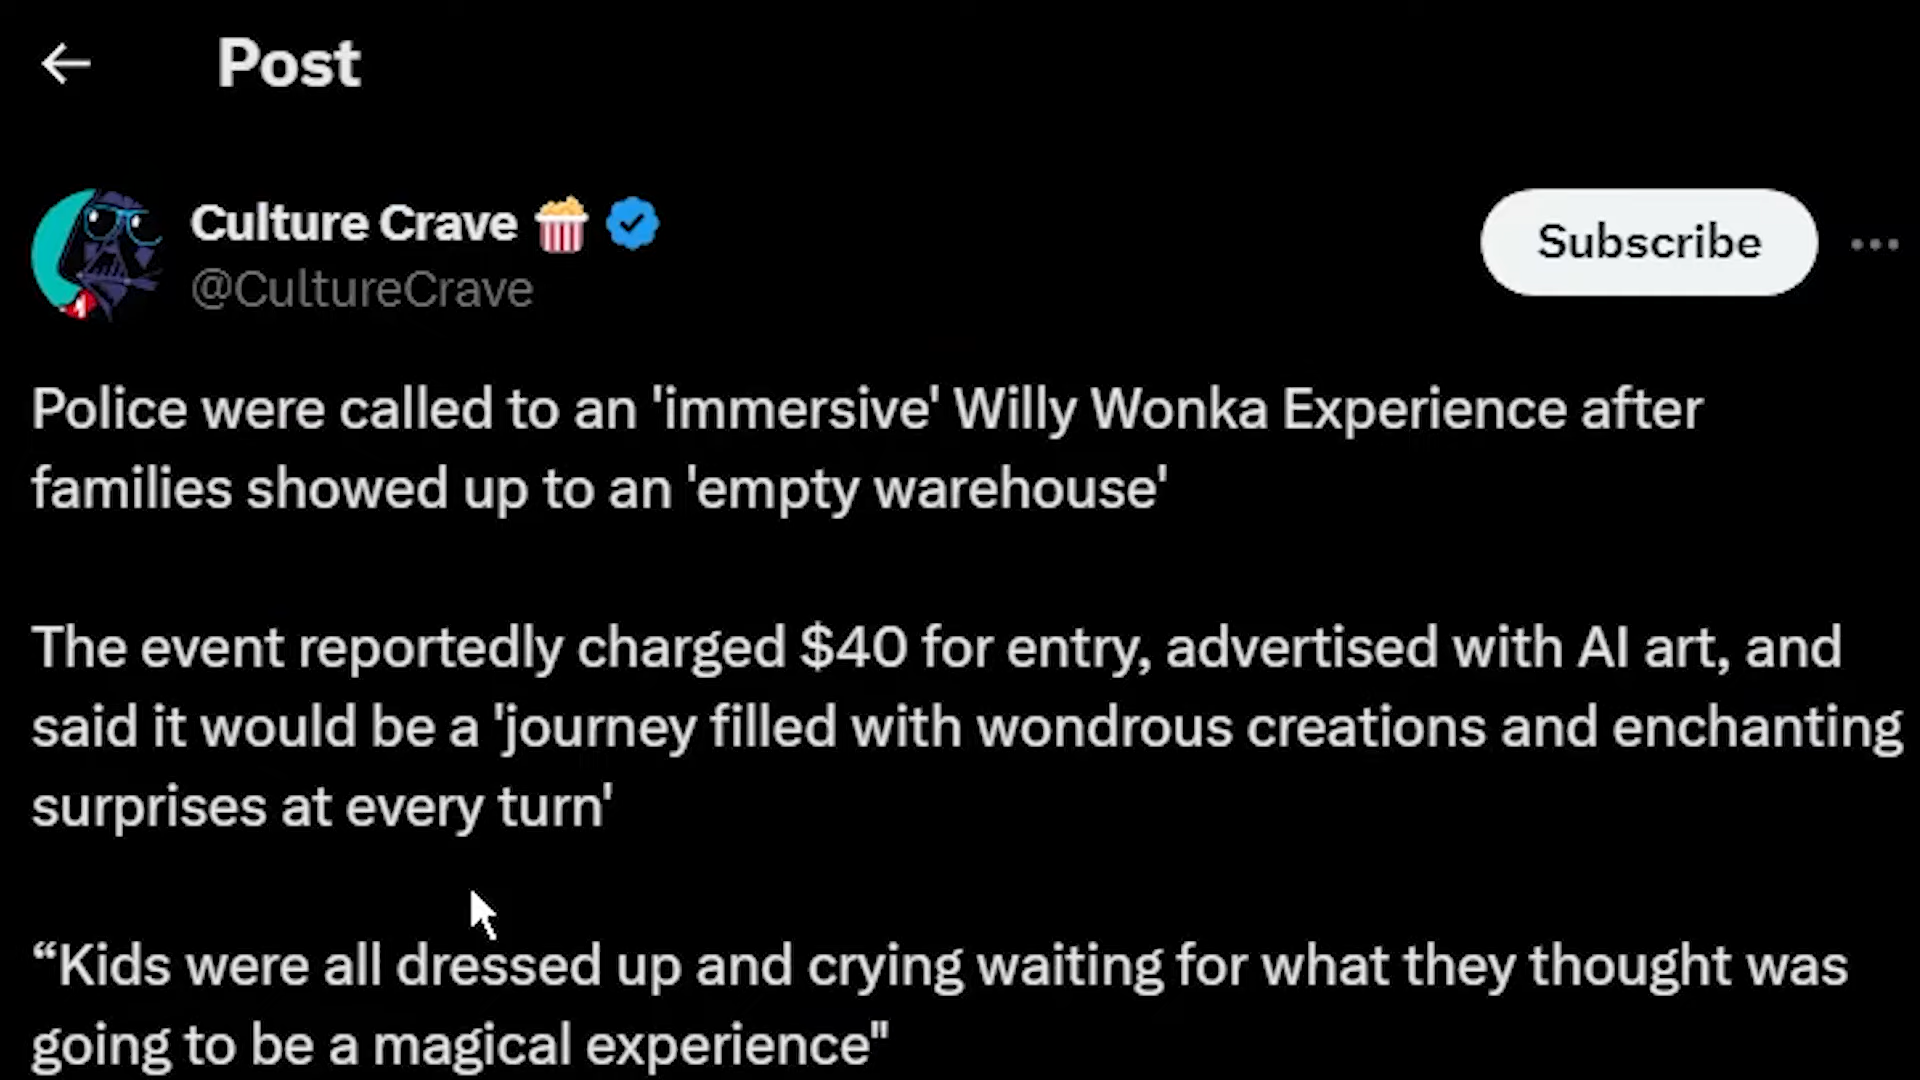 Post
Culture Crave
@CultureCrave
Subscribe
Police were called to an 'immersive' Willy Wonka Experience after
families showed up to an 'empty warehouse'
The event reportedly charged $40 for entry, advertised with AI art, and
said it would be a 'journey filled with wondrous creations and enchanting
surprises at every turn'
“Kids were all dressed up and crying waiting for what they thought was
going to be a magical experience"